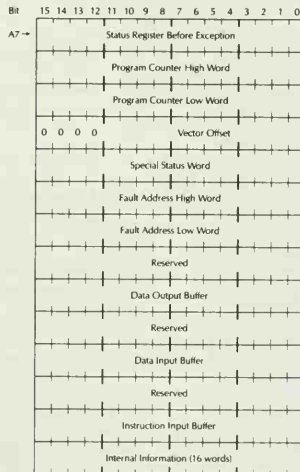 Bit 15 14 13 12 11 10 9 8 7 6 5 4 3 2 1 0
A7→ Status Register Before Exception
Program Counter High Word
Program Counter Low Word
0 0 0 0 Vector Offset
Special Status Word
Fault Address High Word
Fault Address Low Word
Reserved
Data Output Buffer
Reserved
Data Input Buffer
Reserved
Instruction Input Buffer
Internal Information (16 words)